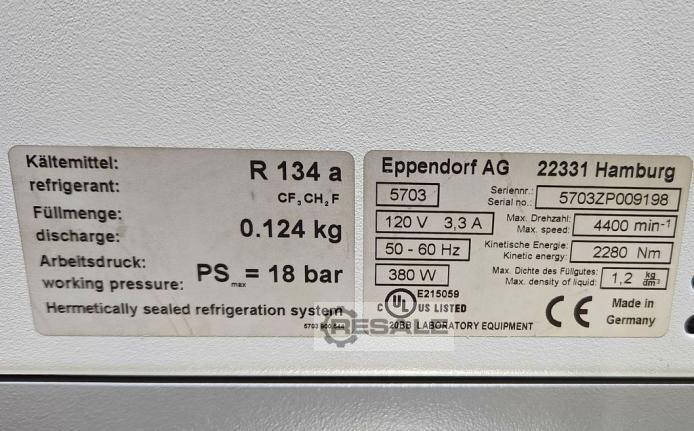 Kältemittel:
refrigerant:
R 134 a
CF₃CH₂F
Füllmenge:
discharge:
0.124 kg
Arbeitsdruck:
working pressure:
PS max = 18 bar
Hermetically sealed refrigeration system
Eppendorf AG 22331 Hamburg
5703
Seriennr.:
Serial no.:
5703ZP009198
120 V 3,3 A
Max. Drehzahl:
Max. speed:
4400 min-1
50 - 60 Hz
Kinetische Energie:
Kinetic energy:
2280 Nm
380 W
Max. Dichte des Füllgutes:
Max. density of liquid:
1,2 kg/dm³
C UL US LISTED
E215059
20BB LABORATORY EQUIPMENT
CE
Made in
Germany
RESALE